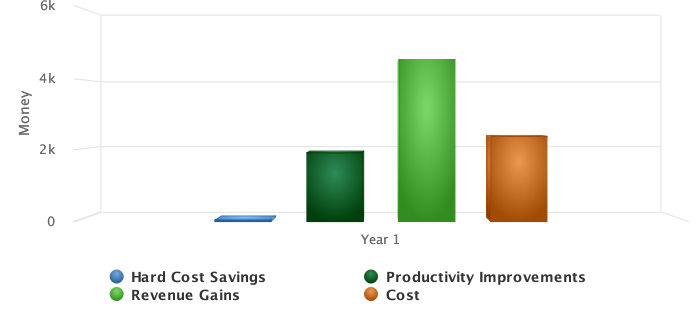 6k
4k
2k
0
Money
Year 1
Hard Cost Savings
Productivity Improvements
Revenue Gains
Cost